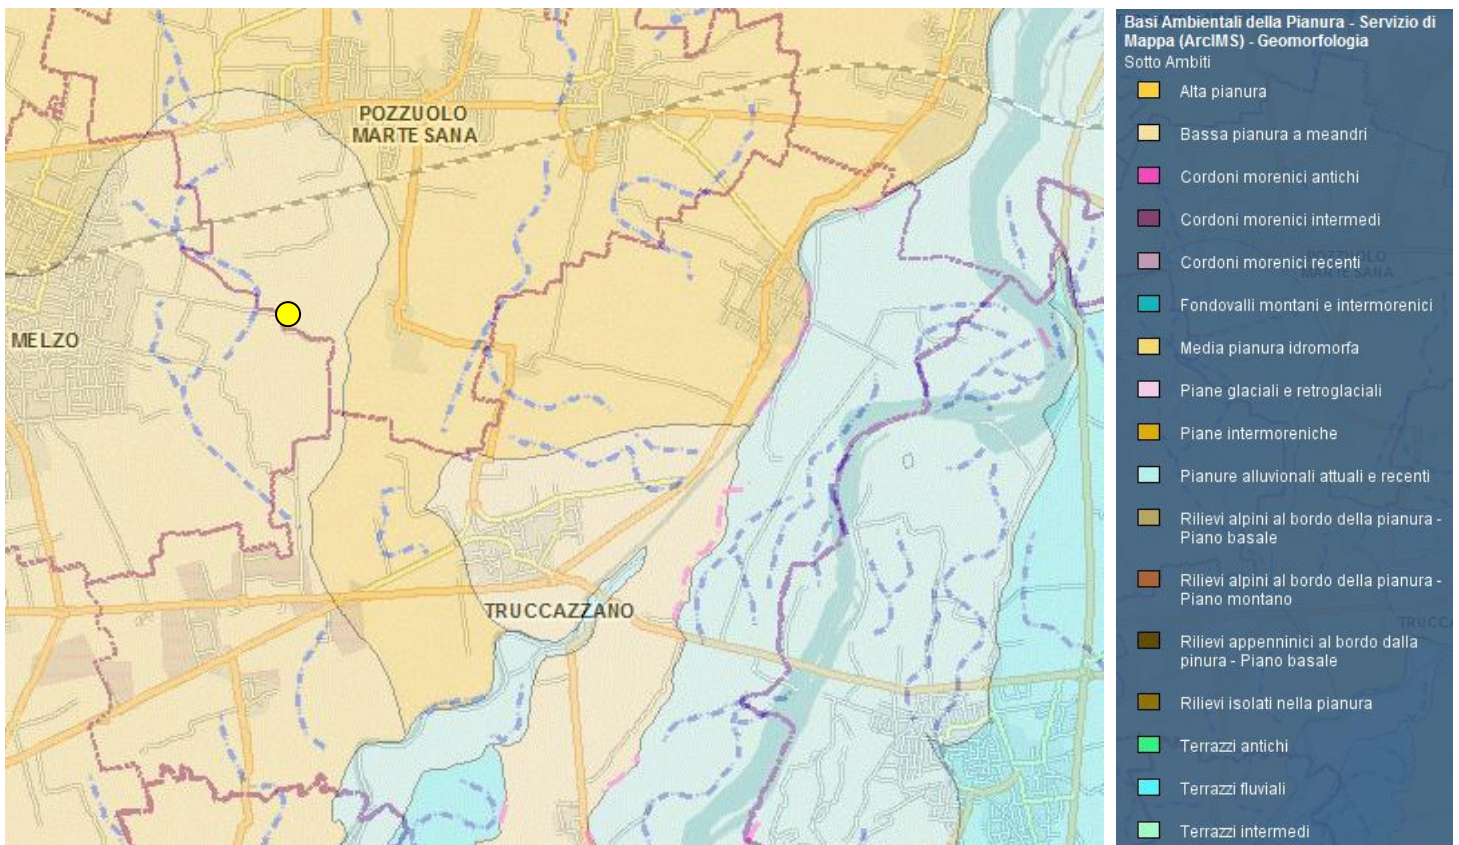 POZZUOLO
MARTESANA
MELZO
TRUCCAZZANO
Basi Ambientali della Pianura - Servizio di
Mappa (ArcIMS) - Geomorfologia
Sotto Ambiti
Alta pianura
Bassa pianura a meandri
Cordoni morenici antichi
Cordoni morenici intermedi
Cordoni morenici recenti
Fondovalli montani e intermorenici
Media pianura idromorfa
Piane glaciali e retroglaciali
Piane intermoreniche
Pianure alluvionali attuali e recenti
Rilievi alpini al bordo della pianura -
Piano basale
Rilievi alpini al bordo della pianura -
Piano montano
Rilievi appenninici al bordo dalla
pinura - Piano basale
Rilievi isolati nella pianura
Terrazzi antichi
Terrazzi fluviali
Terrazzi intermedi